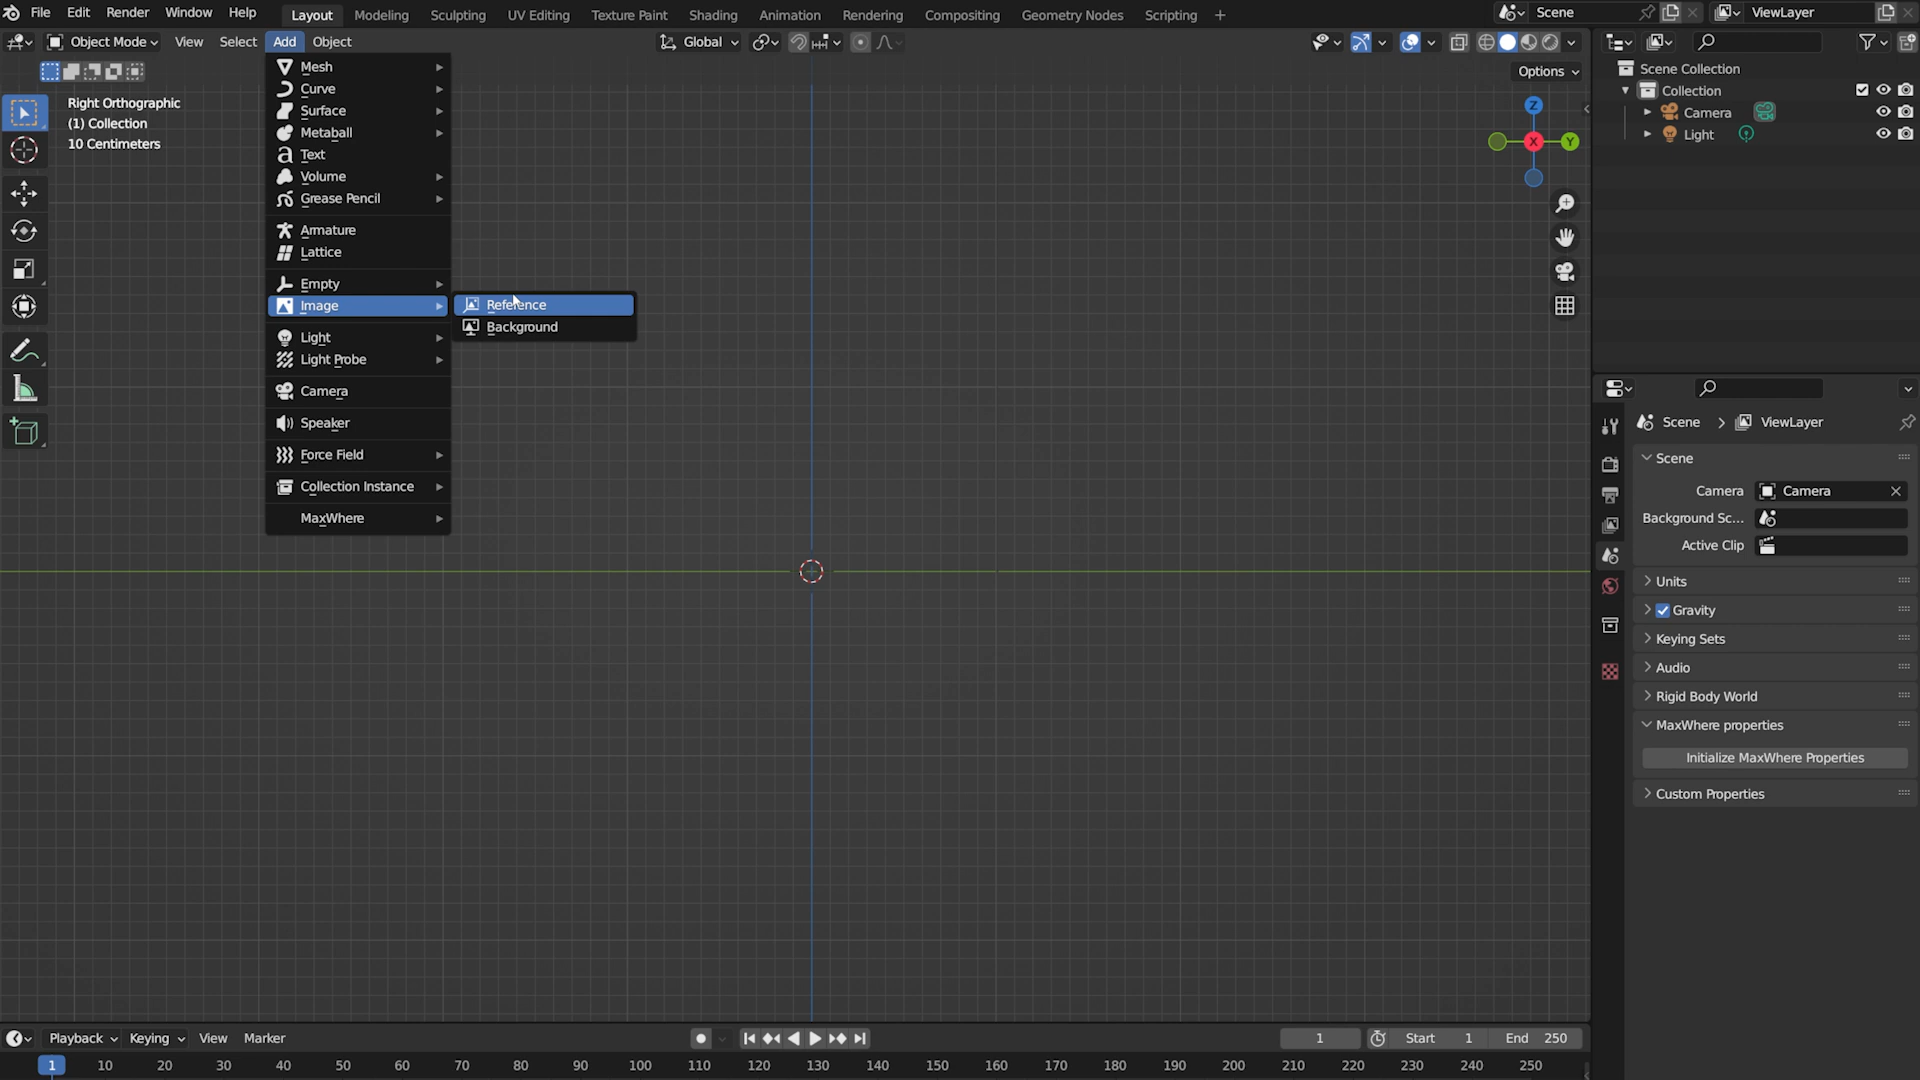 File Edit Render Window Help Layout Modeling Sculpting UV Editing Texture Paint Shading Animation Rendering Compositing Geometry Nodes Scripting + Scene ViewLayer
Object Mode View Select Add Object Global
Options
Right Orthographic
(1) Collection
10 Centimeters
Mesh
Curve
Surface
Metaball
Text
Volume
Grease Pencil
Armature
Lattice
Empty
Image
Light
Light Probe
Camera
Speaker
Force Field
Collection Instance
MaxWhere
Reference
Background
Z
X Y
Scene Collection
Collection
Camera
Light
Scene > ViewLayer
Scene
Camera Camera
Background Sc...
Active Clip
Units
Gravity
Keying Sets
Audio
Rigid Body World
MaxWhere properties
Initialize MaxWhere Properties
Custom Properties
Playback Keying View Marker 1 Start 1 End 250
1 10 20 30 40 50 60 70 80 90 100 110 120 130 140 150 160 170 180 190 200 210 220 230 240 250